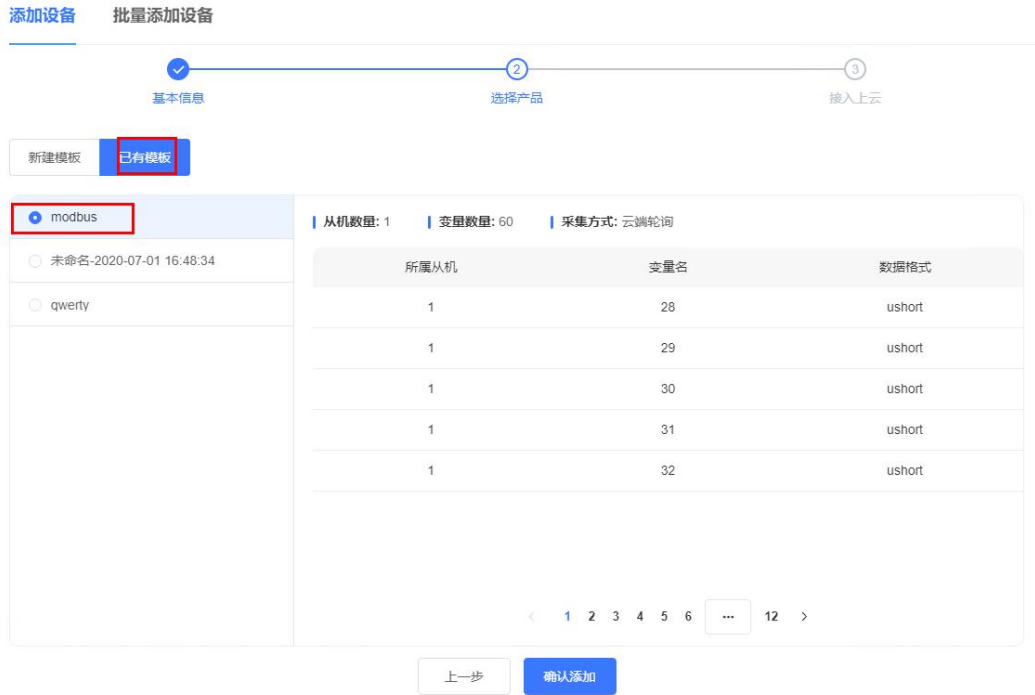 添加设备 批量添加设备
2 3
基本信息 选择产品 接入上云
新建模板 已有模板
modbus
未命名-2020-07-01 16:48:34
qwerty
从机数量: 1 变量数量: 60 采集方式: 云端轮询
所属从机 变量名 数据格式
1 28 ushort
1 29 ushort
1 30 ushort
1 31 ushort
1 32 ushort
< 1 2 3 4 5 6 ··· 12 >
上一步 确认添加